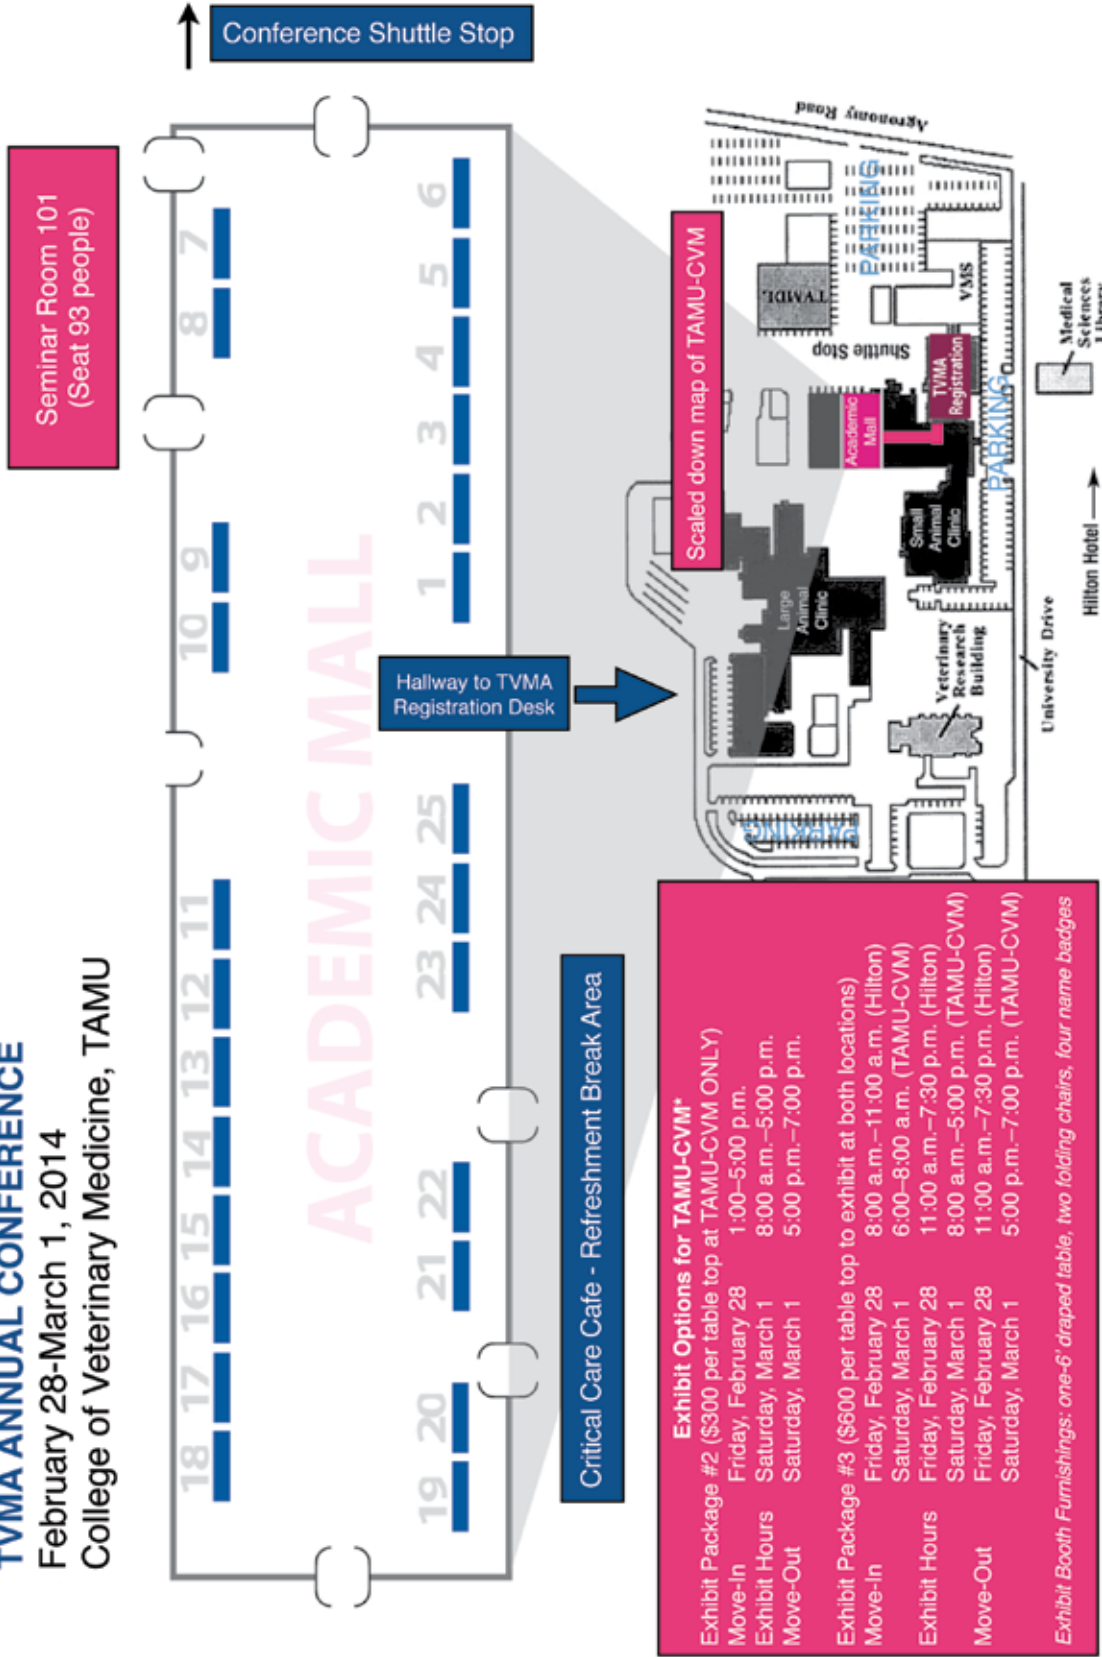 TVMA ANNUAL CONFERENCE
February 28-March 1, 2014
College of Veterinary Medicine, TAMU
Seminar Room 101
(Seat 93 people)
Conference Shuttle Stop
18 17 16 15 14 13 12 11 10 9 8 7
ACADEMIC MALL
19 20 21 22 23 24 25 1 2 3 4 5 6
Hallway to TVMA
Registration Desk
Critical Care Cafe - Refreshment Break Area
Exhibit Options for TAMU-CVM*
Exhibit Package #2 ($300 per table top at TAMU-CVM ONLY)
Move-In Friday, February 28 1:00–5:00 p.m.
Exhibit Hours Saturday, March 1 8:00 a.m.–5:00 p.m.
Move-Out Saturday, March 1 5:00 p.m.–7:00 p.m.
Exhibit Package #3 ($600 per table top to exhibit at both locations)
Move-In Friday, February 28 8:00 a.m.–11:00 a.m. (Hilton)
Saturday, March 1 6:00–8:00 a.m. (TAMU-CVM)
Exhibit Hours Friday, February 28 11:00 a.m.–7:30 p.m. (Hilton)
Saturday, March 1 8:00 a.m.–5:00 p.m. (TAMU-CVM)
Move-Out Friday, February 28 11:00 a.m.–7:30 p.m. (Hilton)
Saturday, March 1 5:00 p.m.–7:00 p.m. (TAMU-CVM)
Exhibit Booth Furnishings: one-6' draped table, two folding chairs, four name badges
Scaled down map of TAMU-CVM
PARKING
Large
Animal
Clinic
Academic
Mall
Shuttle Stop
TVMDL
PARKING
Agronomy Road
Veterinary
Research
Building
Small
Animal
Clinic
TVMA
Registration
VMS
PARKING
University Drive
Hilton Hotel
Medical
Sciences
Library